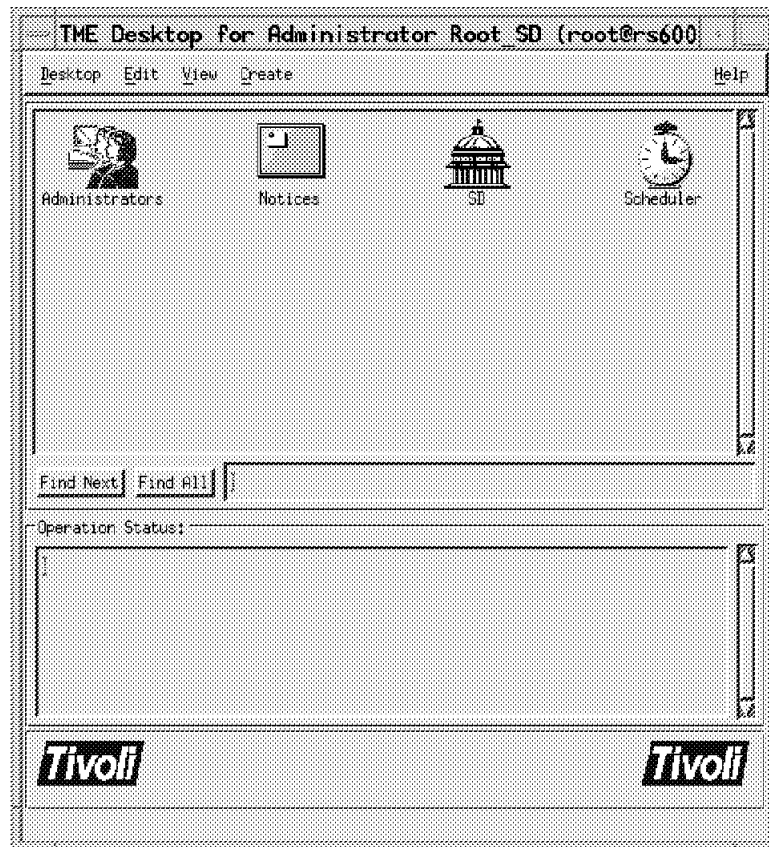 TME Desktop for Administrator Root_SD (root@rs600
Desktop Edit View Create Help
Administrators Notices SD Scheduler
Find Next Find All
Operation Status:
Tivoli Tivoli